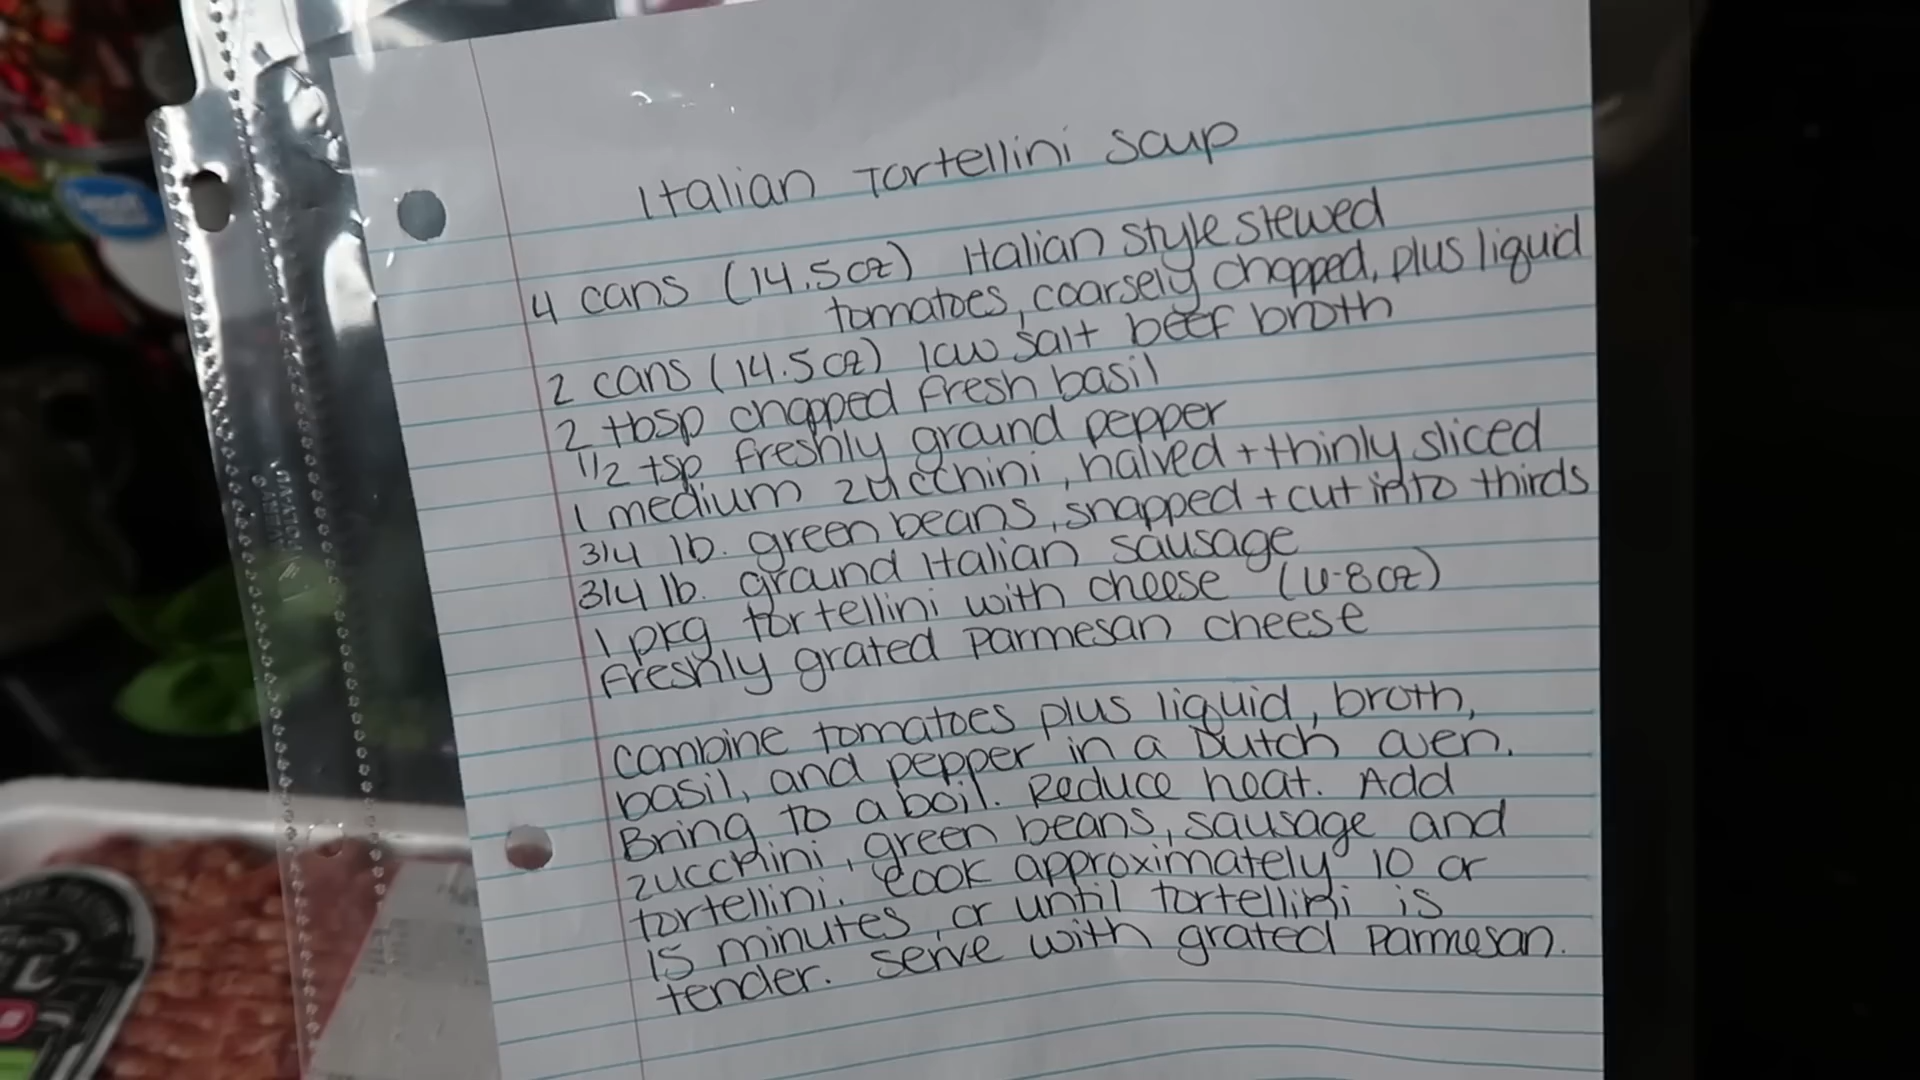 Italian Tortellini Soup
4 cans (14.5 oz) Italian style stewed
tomatoes, coarsely chopped, plus liquid
2 cans (14.5 oz) low salt beef broth
2 tbsp chopped fresh basil
1/2 tsp freshly ground pepper
1 medium zucchini, halved + thinly sliced
3/4 lb. green beans, snapped + cut into thirds
3/4 lb. ground Italian sausage
1 pkg tortellini with cheese (6-8 oz)
freshly grated parmesan cheese
Combine tomatoes plus liquid, broth,
basil, and pepper in a Dutch oven.
Bring to a boil. Reduce heat. Add
zucchini, green beans, sausage and
tortellini. Cook approximately 10 or
15 minutes, or until tortellini is
tender. Serve with grated parmesan.